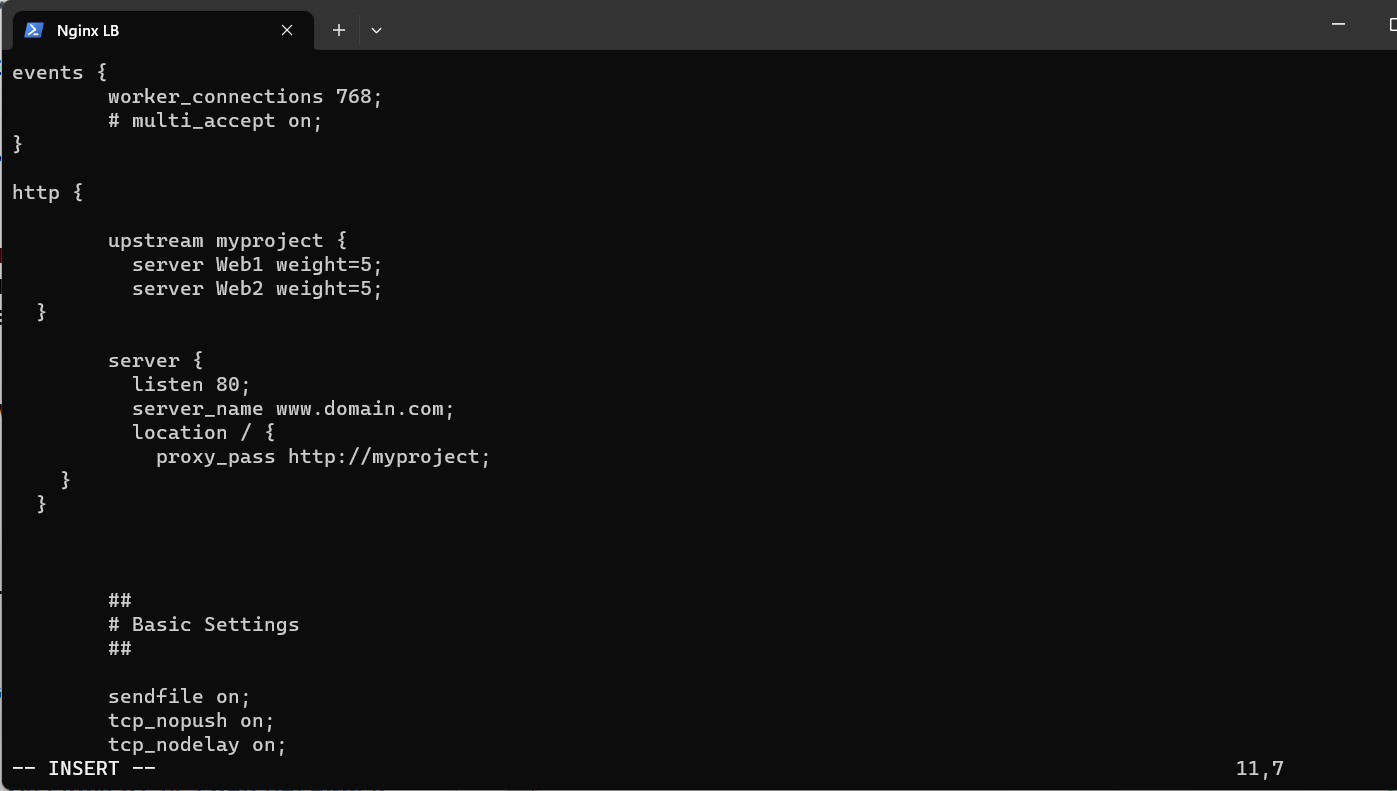 Nginx LB
events {
worker_connections 768;
# multi_accept on;
}
http {
upstream myproject {
server Web1 weight=5;
server Web2 weight=5;
}
server {
listen 80;
server_name www.domain.com;
location / {
proxy_pass http://myproject;
}
}
##
# Basic Settings
##
sendfile on;
tcp_nopush on;
tcp_nodelay on;
-- INSERT -- 11,7